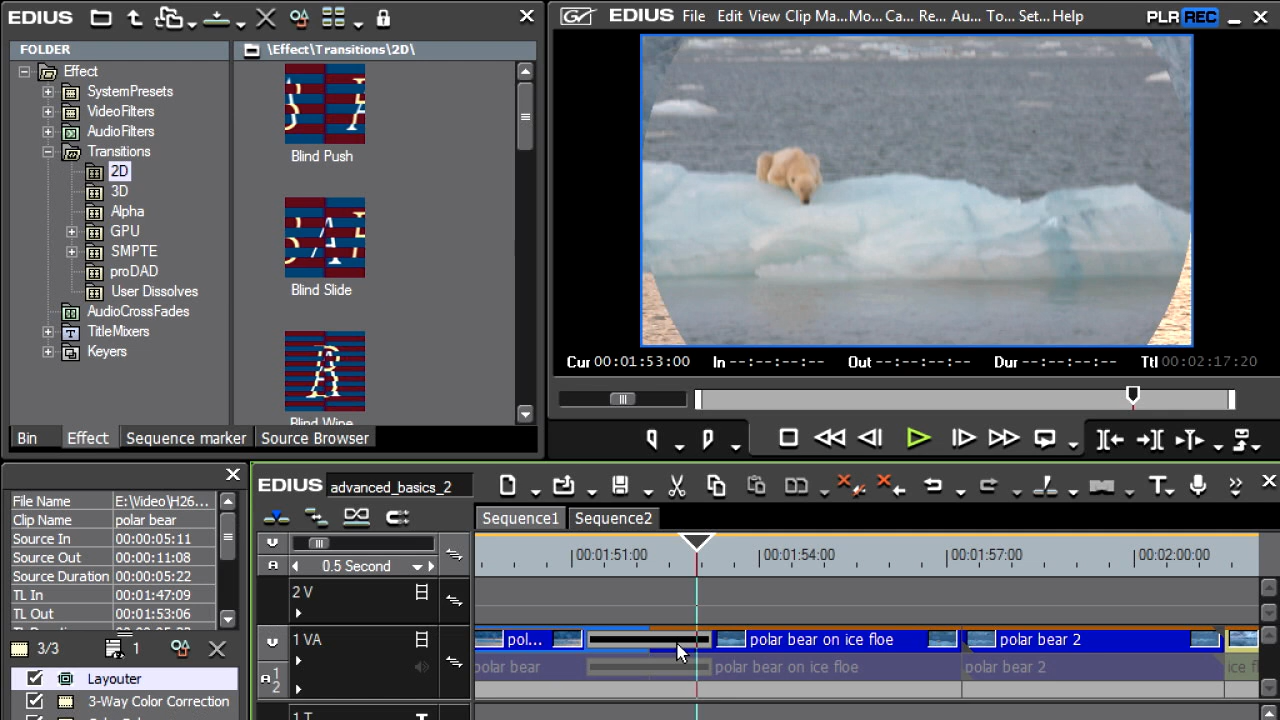 EDIUS
FOLDER
\Effect\Transitions\2D\
Effect
SystemPresets
VideoFilters
AudioFilters
Transitions
2D
3D
Alpha
GPU
SMPTE
proDAD
User Dissolves
AudioCrossFades
TitleMixers
Keyers
Blind Push
Blind Slide
Blind Wipe
Bin Effect Sequence marker Source Browser
EDIUS File Edit View Clip Ma...Mo... Ca... Re... Au... To... Set...Help PLR REC
Cur 00:01:53:00 In --:--:--:-- Out --:--:--:-- Dur --:--:--:-- Ttl 00:02:17:20
File Name E:\Video\H26...
Clip Name polar bear
Source In 00:00:05:11
Source Out 00:00:11:08
Source Duration 00:00:05:22
TL In 00:01:47:09
TL Out 00:01:53:06
3/3 1
Layouter
3-Way Color Correction
EDIUS advanced_basics_2
Sequence1 Sequence2
0.5 Second
00:01:51:00 00:01:54:00 00:01:57:00 00:02:00:00
2 V
1 VA
pol... polar bear on ice floe polar bear 2
A 1 2
polar bear polar bear on ice floe polar bear 2 ice f
1 T T